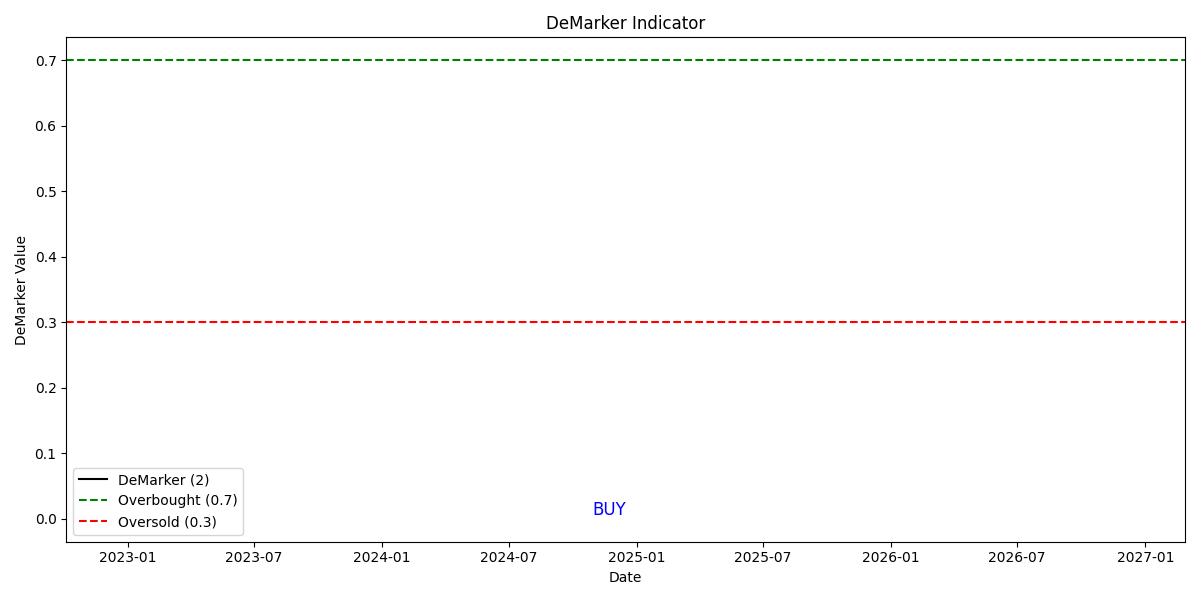 DeMarker Indicator
DeMarker Value
0.7
0.6
0.5
0.4
0.3
0.2
0.1
0.0
BUY
DeMarker (2)
Overbought (0.7)
Oversold (0.3)
2023-01 2023-07 2024-01 2024-07 2025-01 2025-07 2026-01 2026-07 2027-01
Date